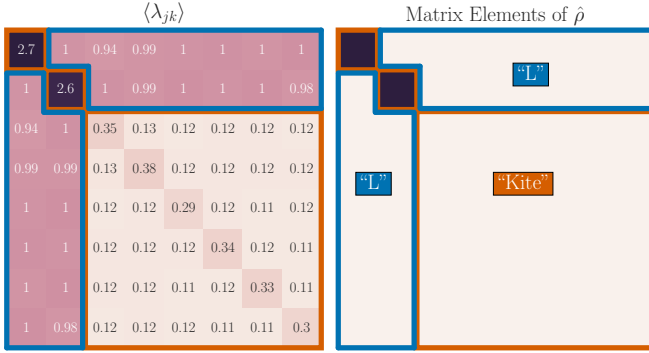 ⟨λ_{jk}⟩
2.7 1 0.94 0.99 1 1 1 1
1 2.6 1 0.99 1 1 1 0.98
0.94 1 0.35 0.13 0.12 0.12 0.12 0.12
0.99 0.99 0.13 0.38 0.12 0.12 0.12 0.12
1 1 0.12 0.12 0.29 0.12 0.11 0.12
1 1 0.12 0.12 0.12 0.34 0.12 0.11
1 1 0.12 0.12 0.11 0.12 0.33 0.11
1 0.98 0.12 0.12 0.12 0.11 0.11 0.3
Matrix Elements of ρ̂
“L”
“L”
“Kite”